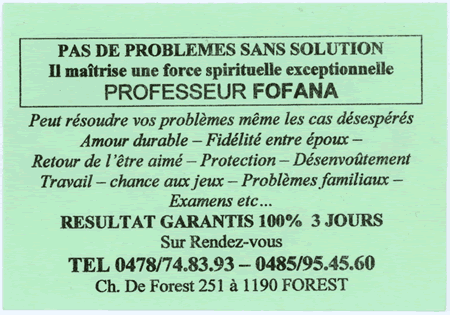 PAS DE PROBLEMES SANS SOLUTION
Il maîtrise une force spirituelle exceptionnelle
PROFESSEUR FOFANA
Peut résoudre vos problèmes même les cas désespérés
Amour durable – Fidélité entre époux –
Retour de l'être aimé – Protection – Désenvoûtement
Travail – chance aux jeux – Problèmes familiaux –
Examens etc...
RESULTAT GARANTIS 100% 3 JOURS
Sur Rendez-vous
TEL 0478/74.83.93 – 0485/95.45.60
Ch. De Forest 251 à 1190 FOREST